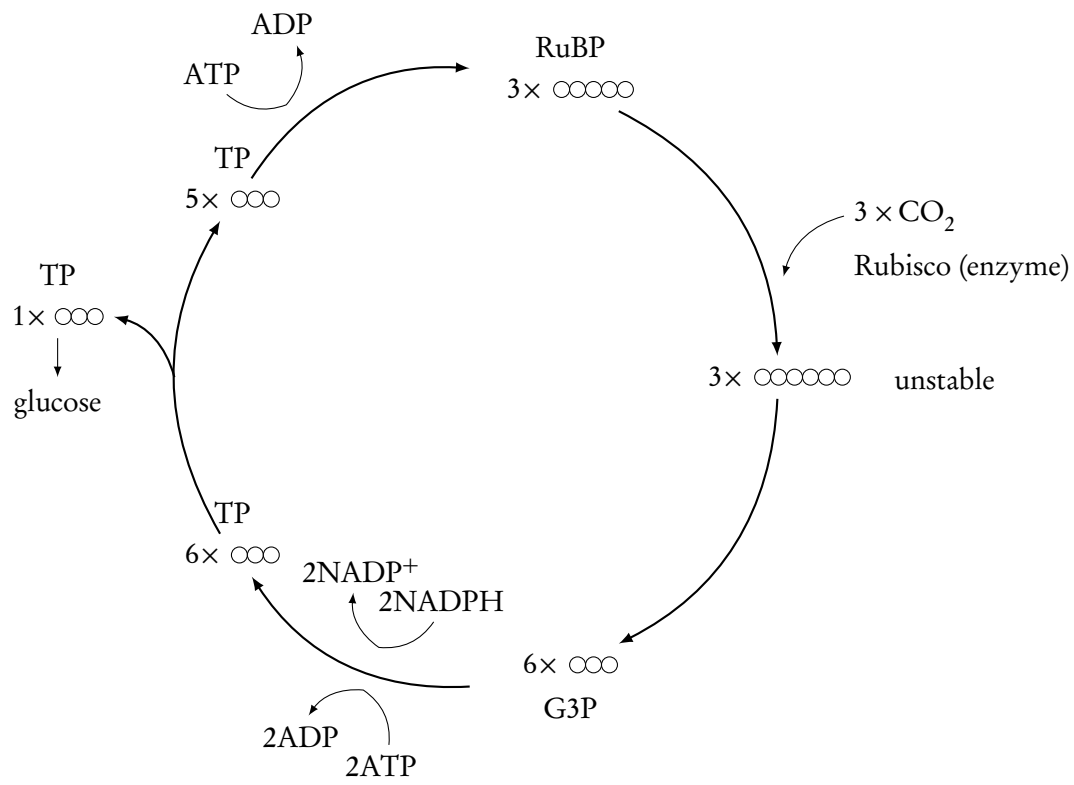 ADP
ATP
RuBP
3×
TP
5×
3 × CO₂
Rubisco (enzyme)
TP
1×
glucose
3×
unstable
TP
6×
2NADP⁺
2NADPH
6×
G3P
2ADP
2ATP